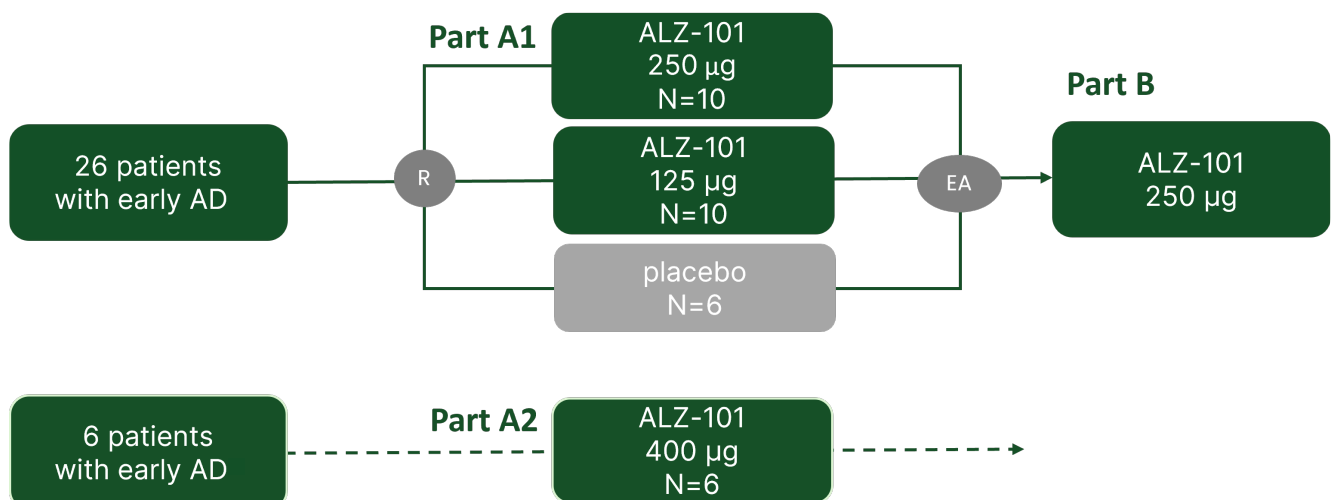 Part A1
ALZ-101
250 µg
N=10
Part B
26 patients
with early AD
R
ALZ-101
125 µg
N=10
EA
ALZ-101
250 µg
placebo
N=6
Part A2
6 patients
with early AD
ALZ-101
400 µg
N=6